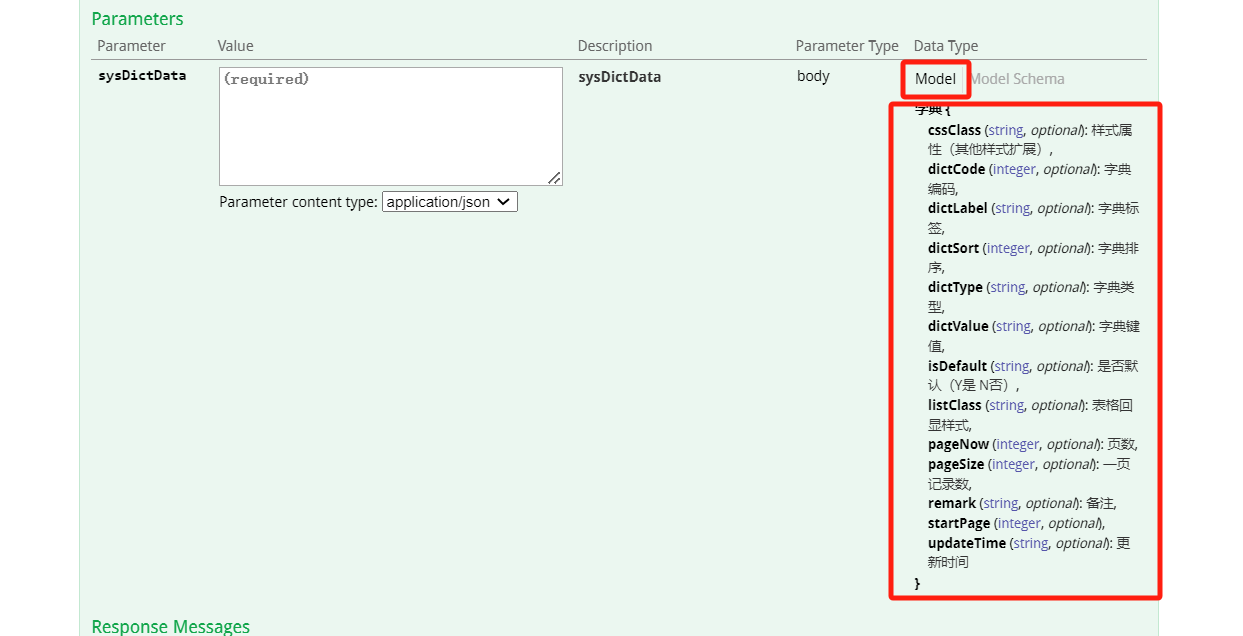 Parameters
Parameter Value Description Parameter Type Data Type
sysDictData (required) sysDictData body Model Model Schema
Parameter content type: application/json
字典 {
cssClass (string, optional): 样式属
性（其他样式扩展）,
dictCode (integer, optional): 字典
编码,
dictLabel (string, optional): 字典标
签,
dictSort (integer, optional): 字典排
序,
dictType (string, optional): 字典类
型,
dictValue (string, optional): 字典键
值,
isDefault (string, optional): 是否默
认（Y是 N否）,
listClass (string, optional): 表格回
显样式,
pageNow (integer, optional): 页数,
pageSize (integer, optional): 一页
记录数,
remark (string, optional): 备注,
startPage (integer, optional),
updateTime (string, optional): 更
新时间
}
Response Messages